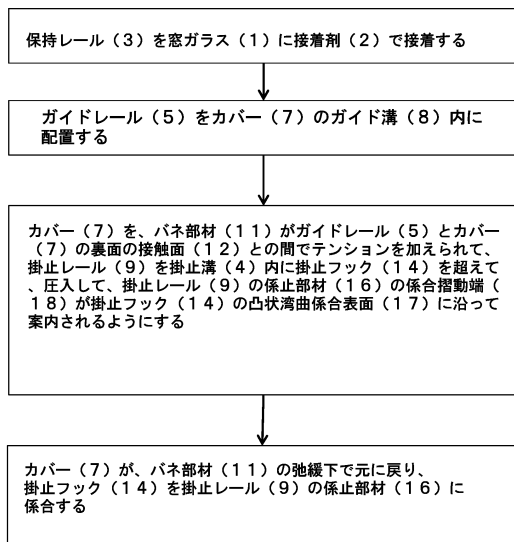 保持レール（３）を窓ガラス（１）に接着剤（２）で接着する
ガイドレール（５）をカバー（７）のガイド溝（８）内に
配置する
カバー（７）を、バネ部材（１１）がガイドレール（５）とカバー
（７）の裏面の接触面（１２）との間でテンションを加えられて、
掛止レール（９）を掛止溝（４）内に掛止フック（１４）を超えて
、圧入して、掛止レール（９）の係止部材（１６）の係合摺動端（
１８）が掛止フック（１４）の凸状湾曲係合表面（１７）に沿って
案内されるようにする
カバー（７）が、バネ部材（１１）の弛緩下で元に戻り、
掛止フック（１４）を掛止レール（９）の係止部材（１６）に
係合する